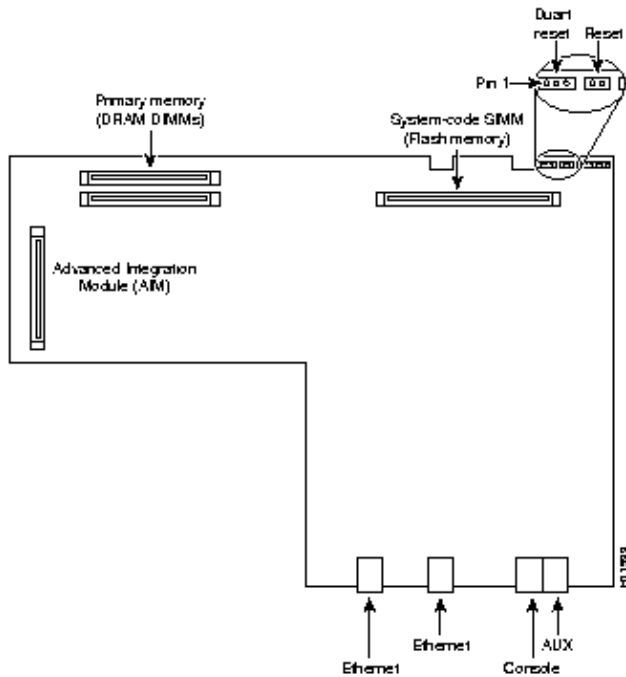 Duart
reset
Reset
Pin 1
Primary memory
(DRAM DIMMs)
System-code SIMM
(Flash memory)
Advanced Integration
Module (AIM)
Ethernet
Ethernet
Console
AUX